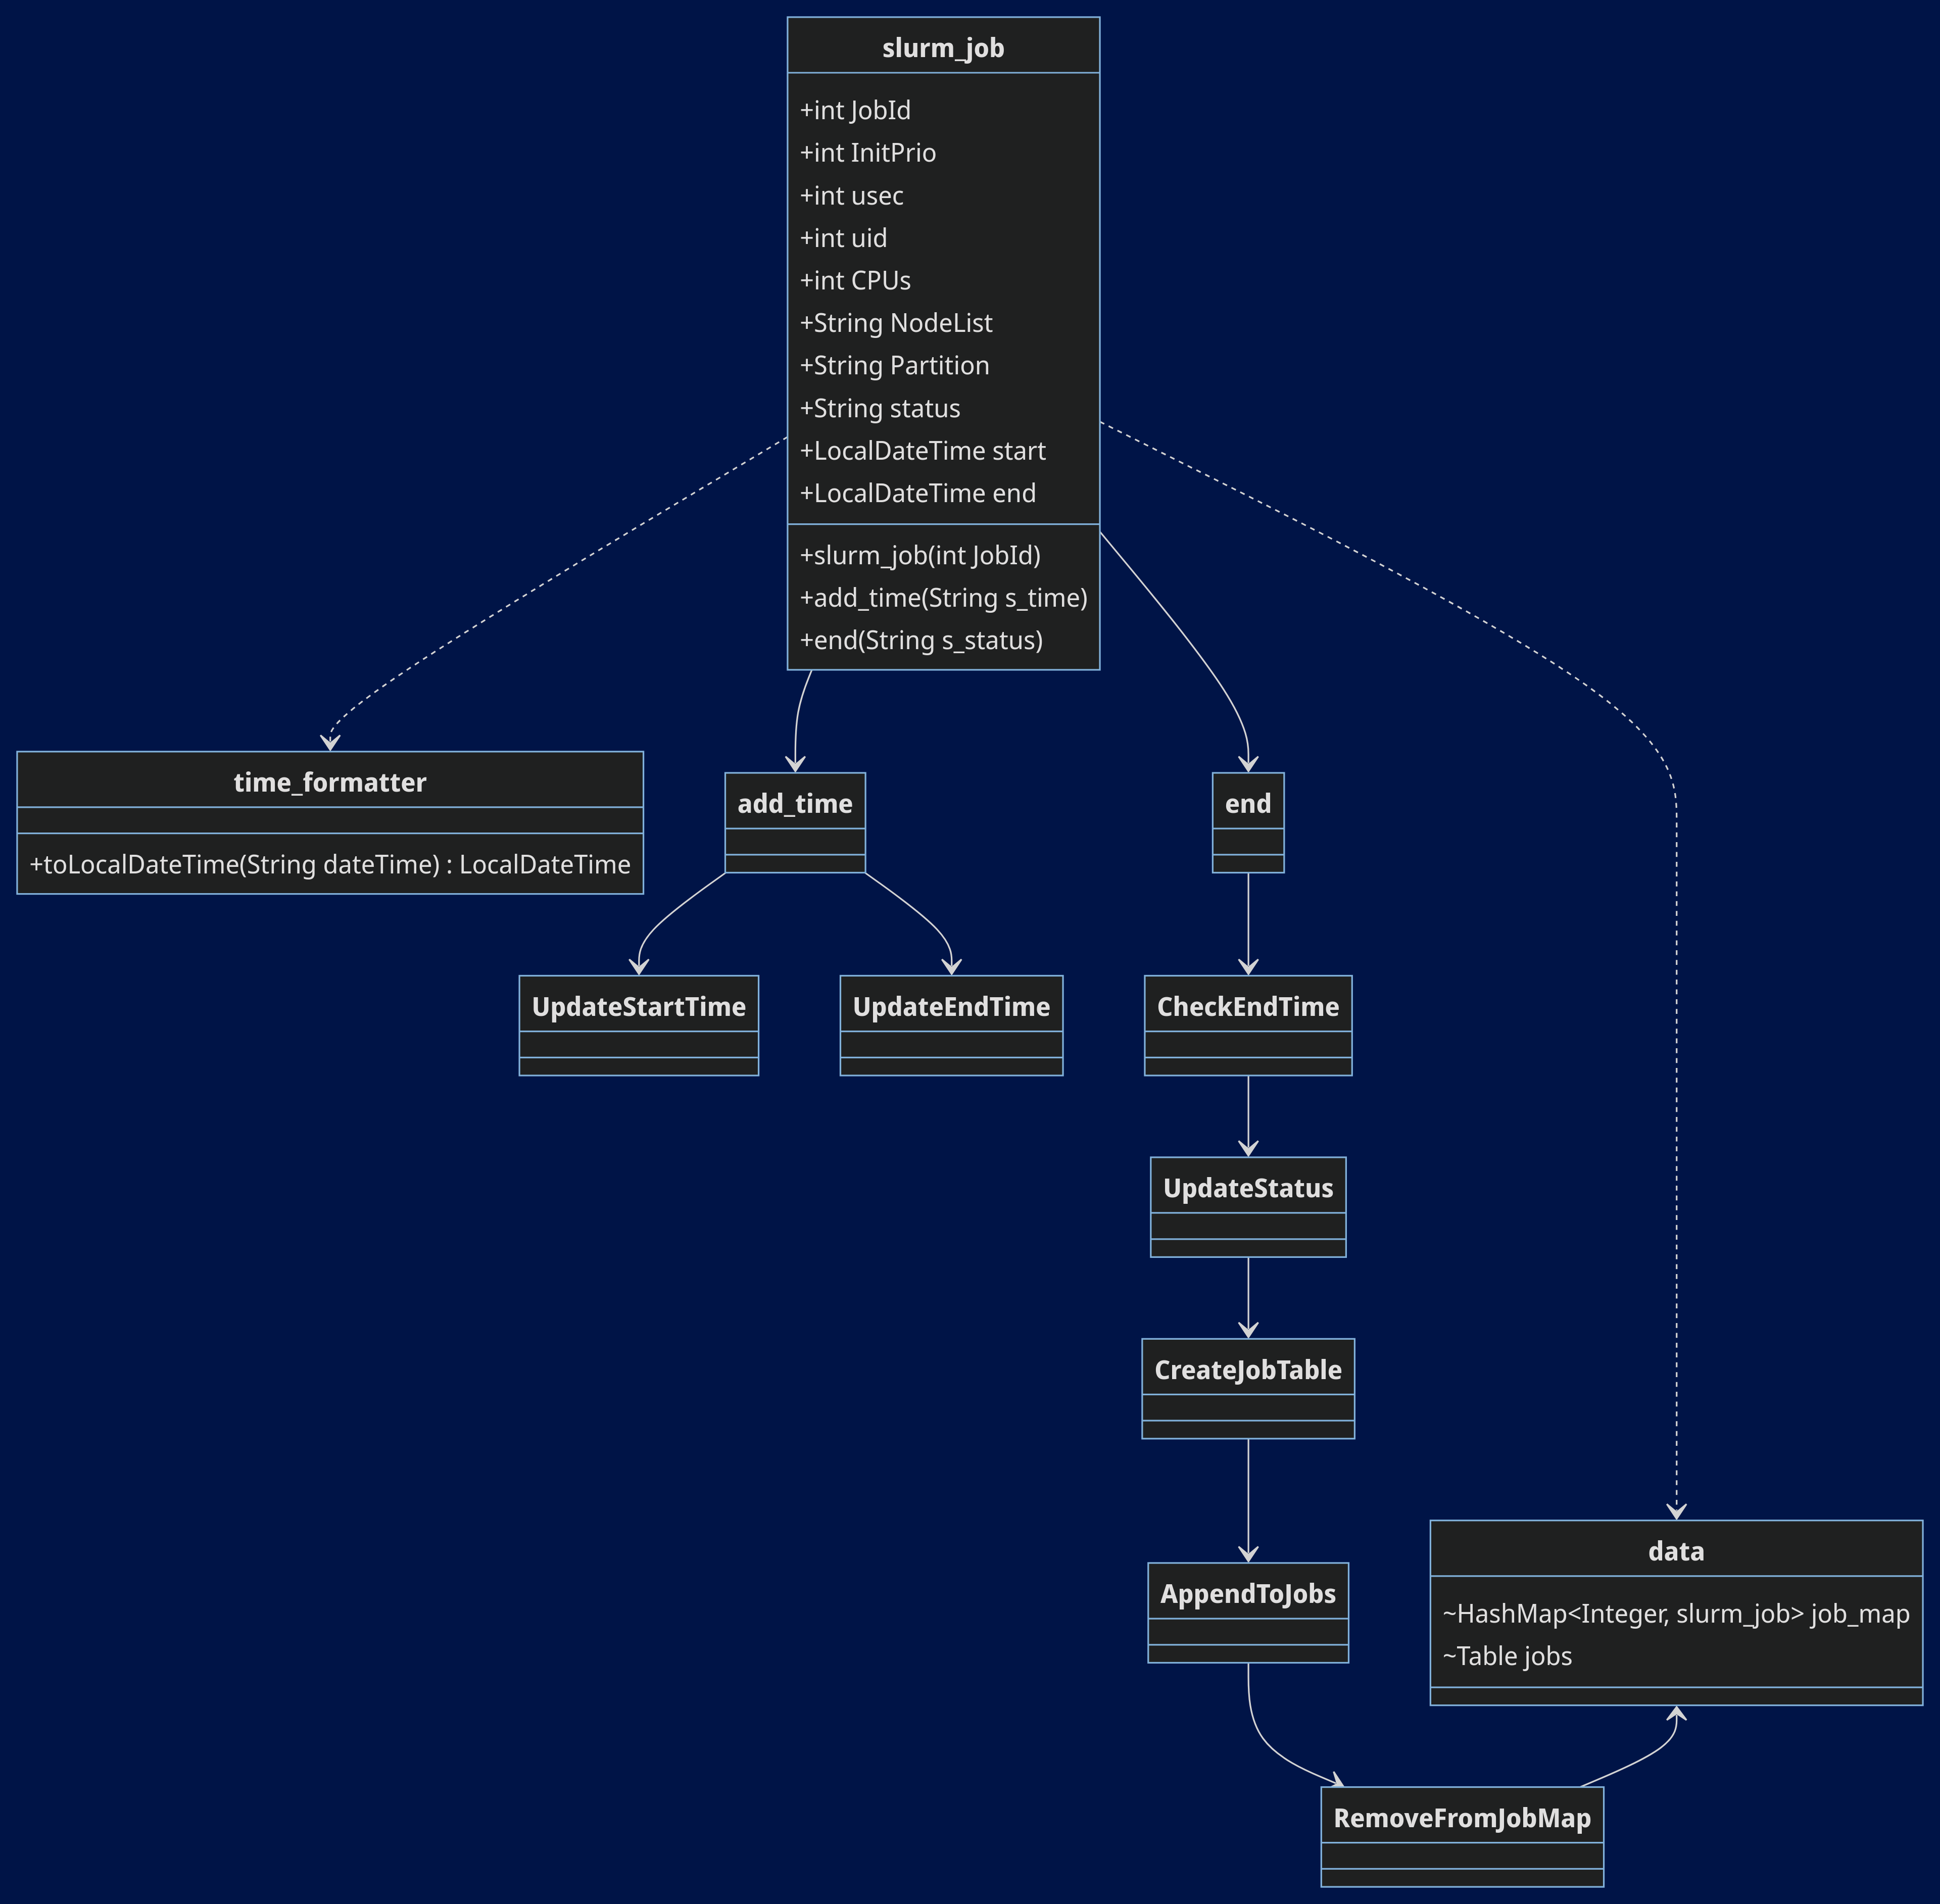 slurm_job
+int JobId
+int InitPrio
+int usec
+int uid
+int CPUs
+String NodeList
+String Partition
+String status
+LocalDateTime start
+LocalDateTime end
+slurm_job(int JobId)
+add_time(String s_time)
+end(String s_status)
time_formatter
+toLocalDateTime(String dateTime) : LocalDateTime
add_time
end
UpdateStartTime
UpdateEndTime
CheckEndTime
UpdateStatus
CreateJobTable
AppendToJobs
data
~HashMap<Integer, slurm_job> job_map
~Table jobs
RemoveFromJobMap